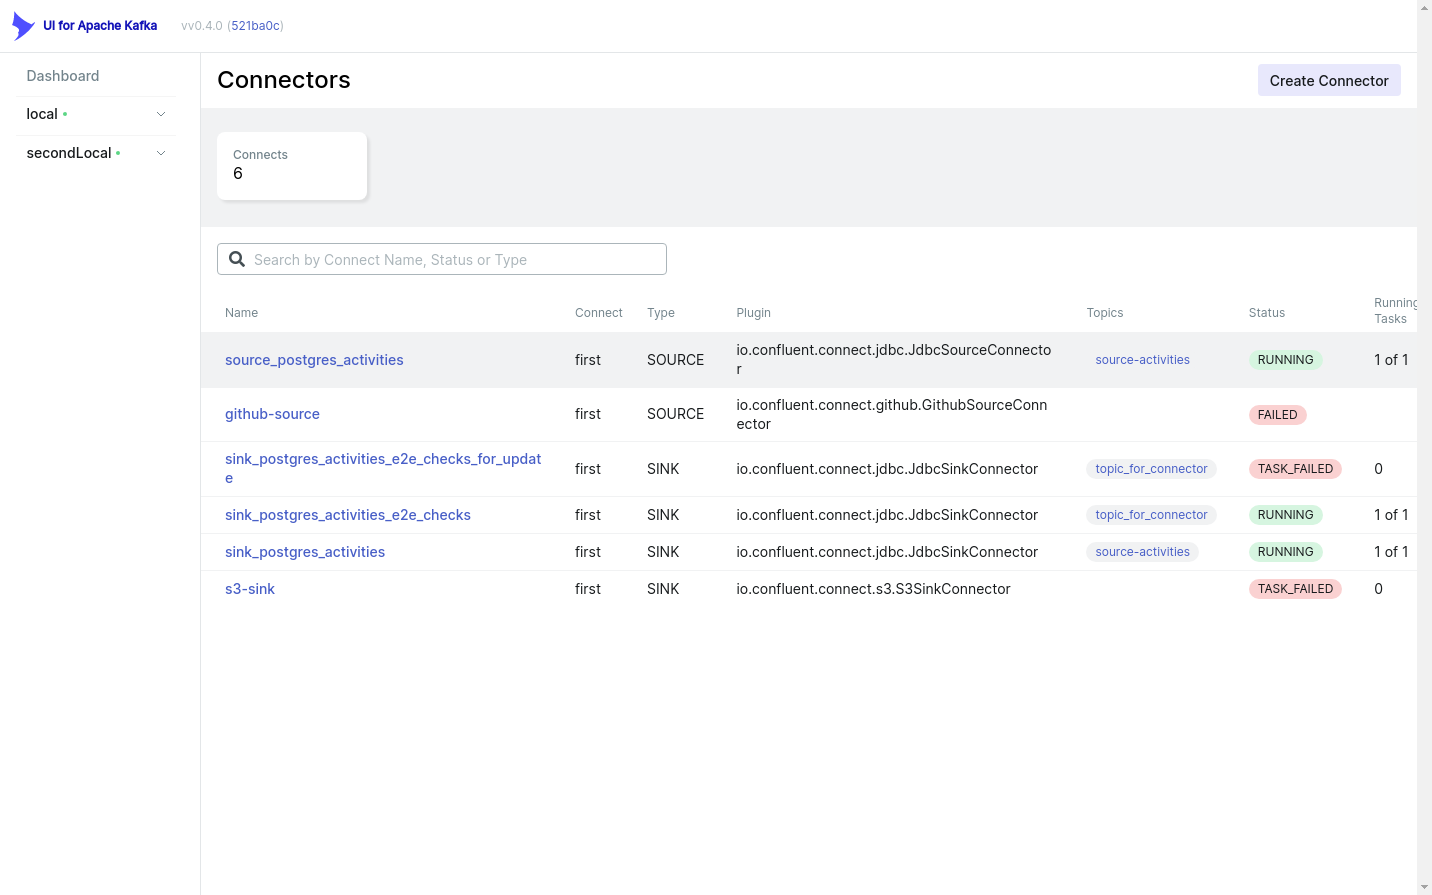 UI for Apache Kafka vv0.4.0 (521ba0c)
Dashboard
local
secondLocal
Connectors
Create Connector
Connects
6
Search by Connect Name, Status or Type
Name Connect Type Plugin Topics Status Running
Tasks
source_postgres_activities first SOURCE io.confluent.connect.jdbc.JdbcSourceConnecto source-activities RUNNING 1 of 1
r
github-source first SOURCE io.confluent.connect.github.GithubSourceConn FAILED
ector
sink_postgres_activities_e2e_checks_for_updat first SINK io.confluent.connect.jdbc.JdbcSinkConnector topic_for_connector TASK_FAILED 0
e
sink_postgres_activities_e2e_checks first SINK io.confluent.connect.jdbc.JdbcSinkConnector topic_for_connector RUNNING 1 of 1
sink_postgres_activities first SINK io.confluent.connect.jdbc.JdbcSinkConnector source-activities RUNNING 1 of 1
s3-sink first SINK io.confluent.connect.s3.S3SinkConnector TASK_FAILED 0